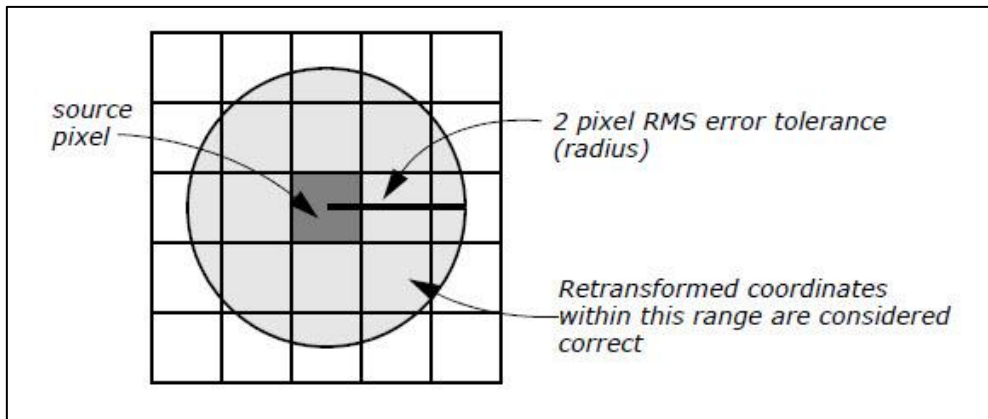 source
pixel
2 pixel RMS error tolerance
(radius)
Retransformed coordinates
within this range are considered
correct